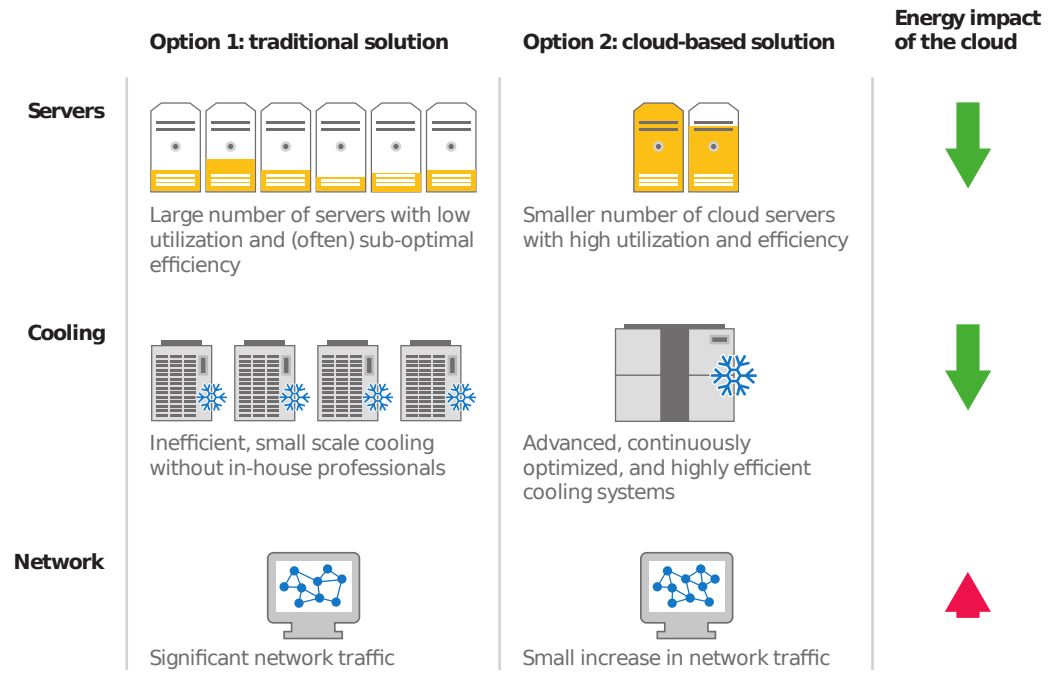 Option 1: traditional solution
Option 2: cloud-based solution
Energy impact
of the cloud
Servers
Large number of servers with low
utilization and (often) sub-optimal
efficiency
Smaller number of cloud servers
with high utilization and efficiency
Cooling
Inefficient, small scale cooling
without in-house professionals
Advanced, continuously
optimized, and highly efficient
cooling systems
Network
Significant network traffic
Small increase in network traffic